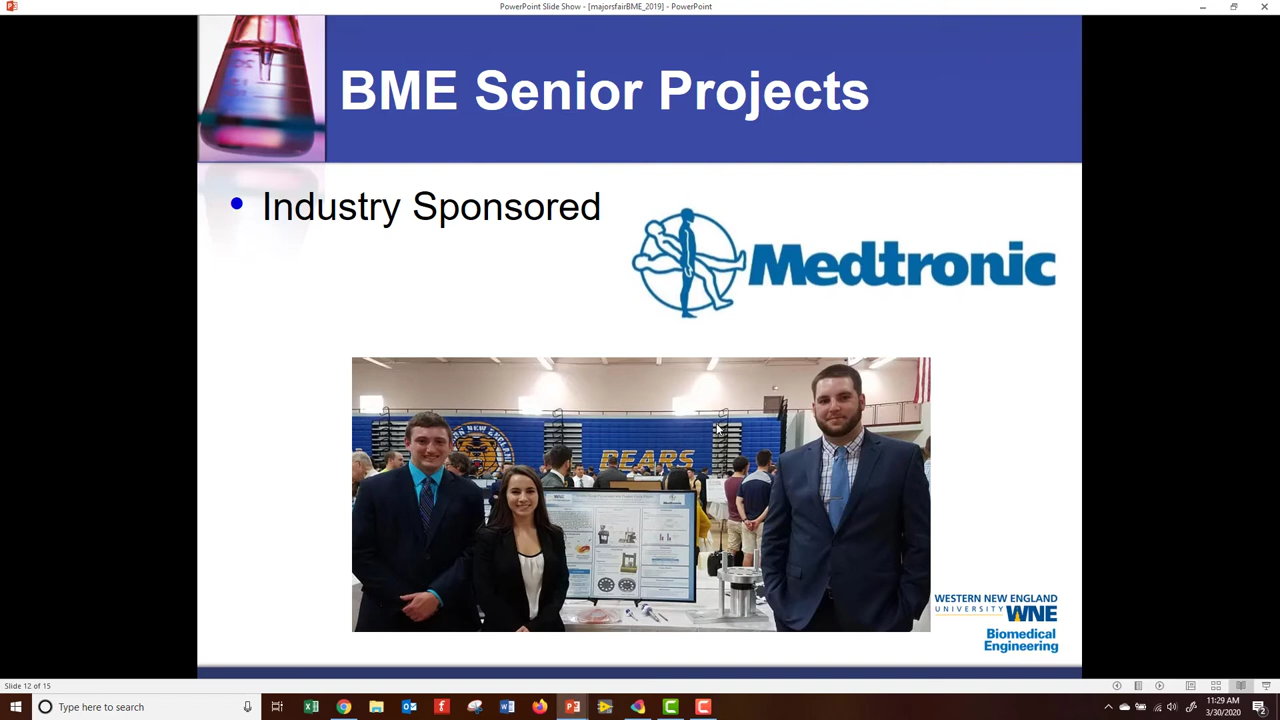 PowerPoint Slide Show - [majorsfairBME_2019] - PowerPoint
BME Senior Projects
• Industry Sponsored
Medtronic
BEARS
Medtronic
WESTERN NEW ENGLAND
UNIVERSITY WNE
Biomedical
Engineering
Slide 12 of 15
Type here to search
11:29 AM
3/30/2020